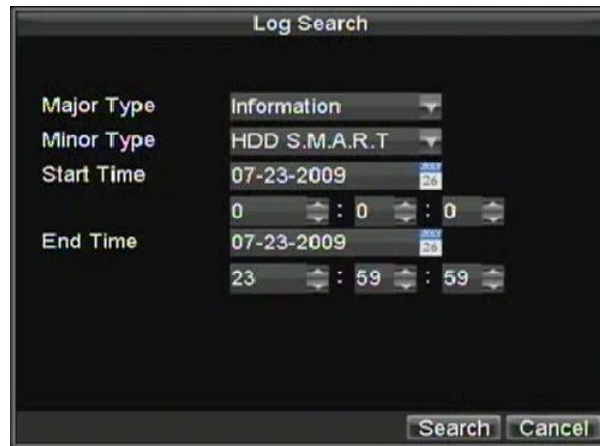 Log Search
Major Type Information
Minor Type HDD S.M.A.R.T
Start Time 07-23-2009
0 : 0 : 0
End Time 07-23-2009
23 : 59 : 59
Search Cancel